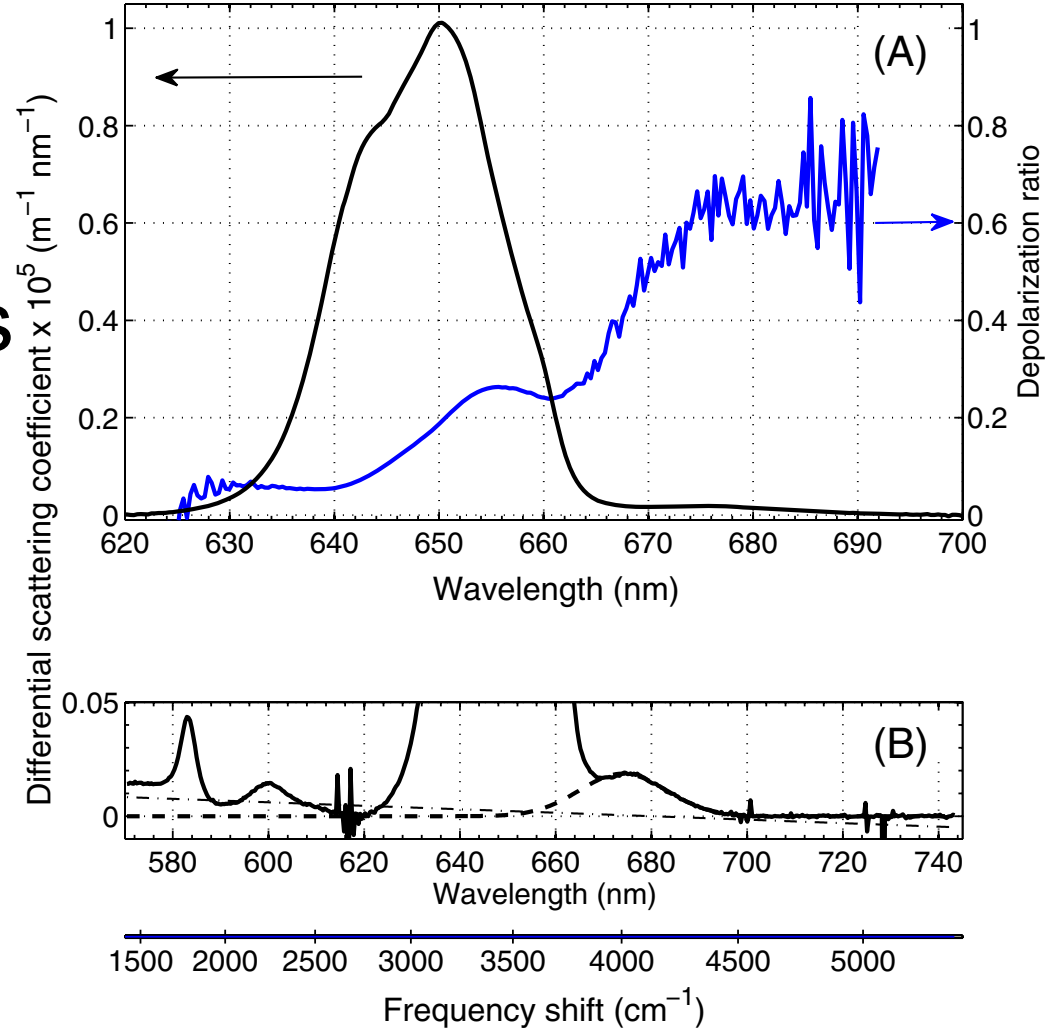 (A)
1
0.8
0.6
0.4
0.2
0
1
0.8
0.6
0.4
0.2
0
620 630 640 650 660 670 680 690 700
Wavelength (nm)
Differential scattering coefficient x 10⁵ (m⁻¹ nm⁻¹)
Depolarization ratio
s
(B)
0.05
0
580 600 620 640 660 680 700 720 740
Wavelength (nm)
1500 2000 2500 3000 3500 4000 4500 5000
Frequency shift (cm⁻¹)